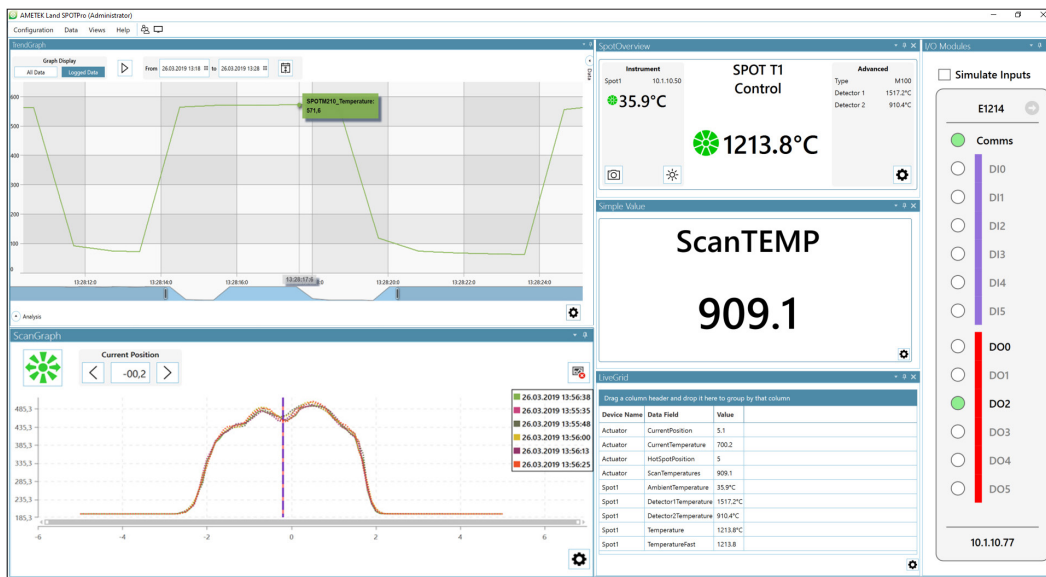 AMETEK Land SPOTPro (Administrator)
Configuration Data Views Help
TrendGraph
Graph Display
All Data Logged Data
From 26.03.2019 13:18 to 26.03.2019 13:28
Data
600
500
400
300
200
100
0
SPOTM210_Temperature:
571.6
13:28:12.0 13:28:14.0 13:28:16.0 13:28:17:6 13:28:20.0 13:28:22.0 13:28:24.0
Analysis
ScanGraph
Current Position
-00,2
26.03.2019 13:56:38
26.03.2019 13:55:35
26.03.2019 13:55:48
26.03.2019 13:56:00
26.03.2019 13:56:13
26.03.2019 13:56:25
485,3
435,3
385,3
335,3
285,3
235,3
185,3
-6 -4 -2 0 2 4 6
SpotOverview
Instrument
Spot1 10.1.10.50
35.9°C
SPOT T1
Control
1213.8°C
Advanced
Type M100
Detector 1 1517.2°C
Detector 2 910.4°C
Simple Value
ScanTEMP
909.1
LiveGrid
Drag a column header and drop it here to group by that column
Device Name Data Field Value
Actuator CurrentPosition 5.1
Actuator CurrentTemperature 700.2
Actuator HotSpotPosition 5
Actuator ScanTemperatures 909.1
Spot1 AmbientTemperature 35.9°C
Spot1 Detector1Temperature 1517.2°C
Spot1 Detector2Temperature 910.4°C
Spot1 Temperature 1213.8°C
Spot1 TemperatureFast 1213.8
I/O Modules
Simulate Inputs
E1214
Comms
DI0
DI1
DI2
DI3
DI4
DI5
DO0
DO1
DO2
DO3
DO4
DO5
10.1.10.77